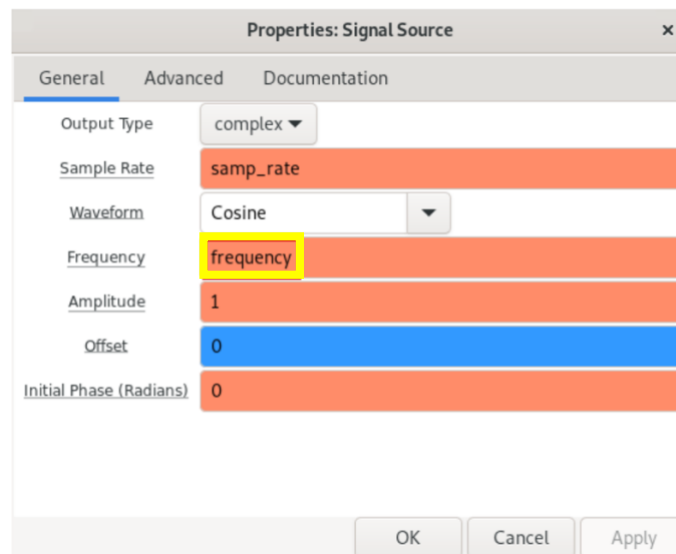 Properties: Signal Source ×
General Advanced Documentation
Output Type complex
Sample Rate samp_rate
Waveform Cosine
Frequency frequency
Amplitude 1
Offset 0
Initial Phase (Radians) 0
OK Cancel Apply